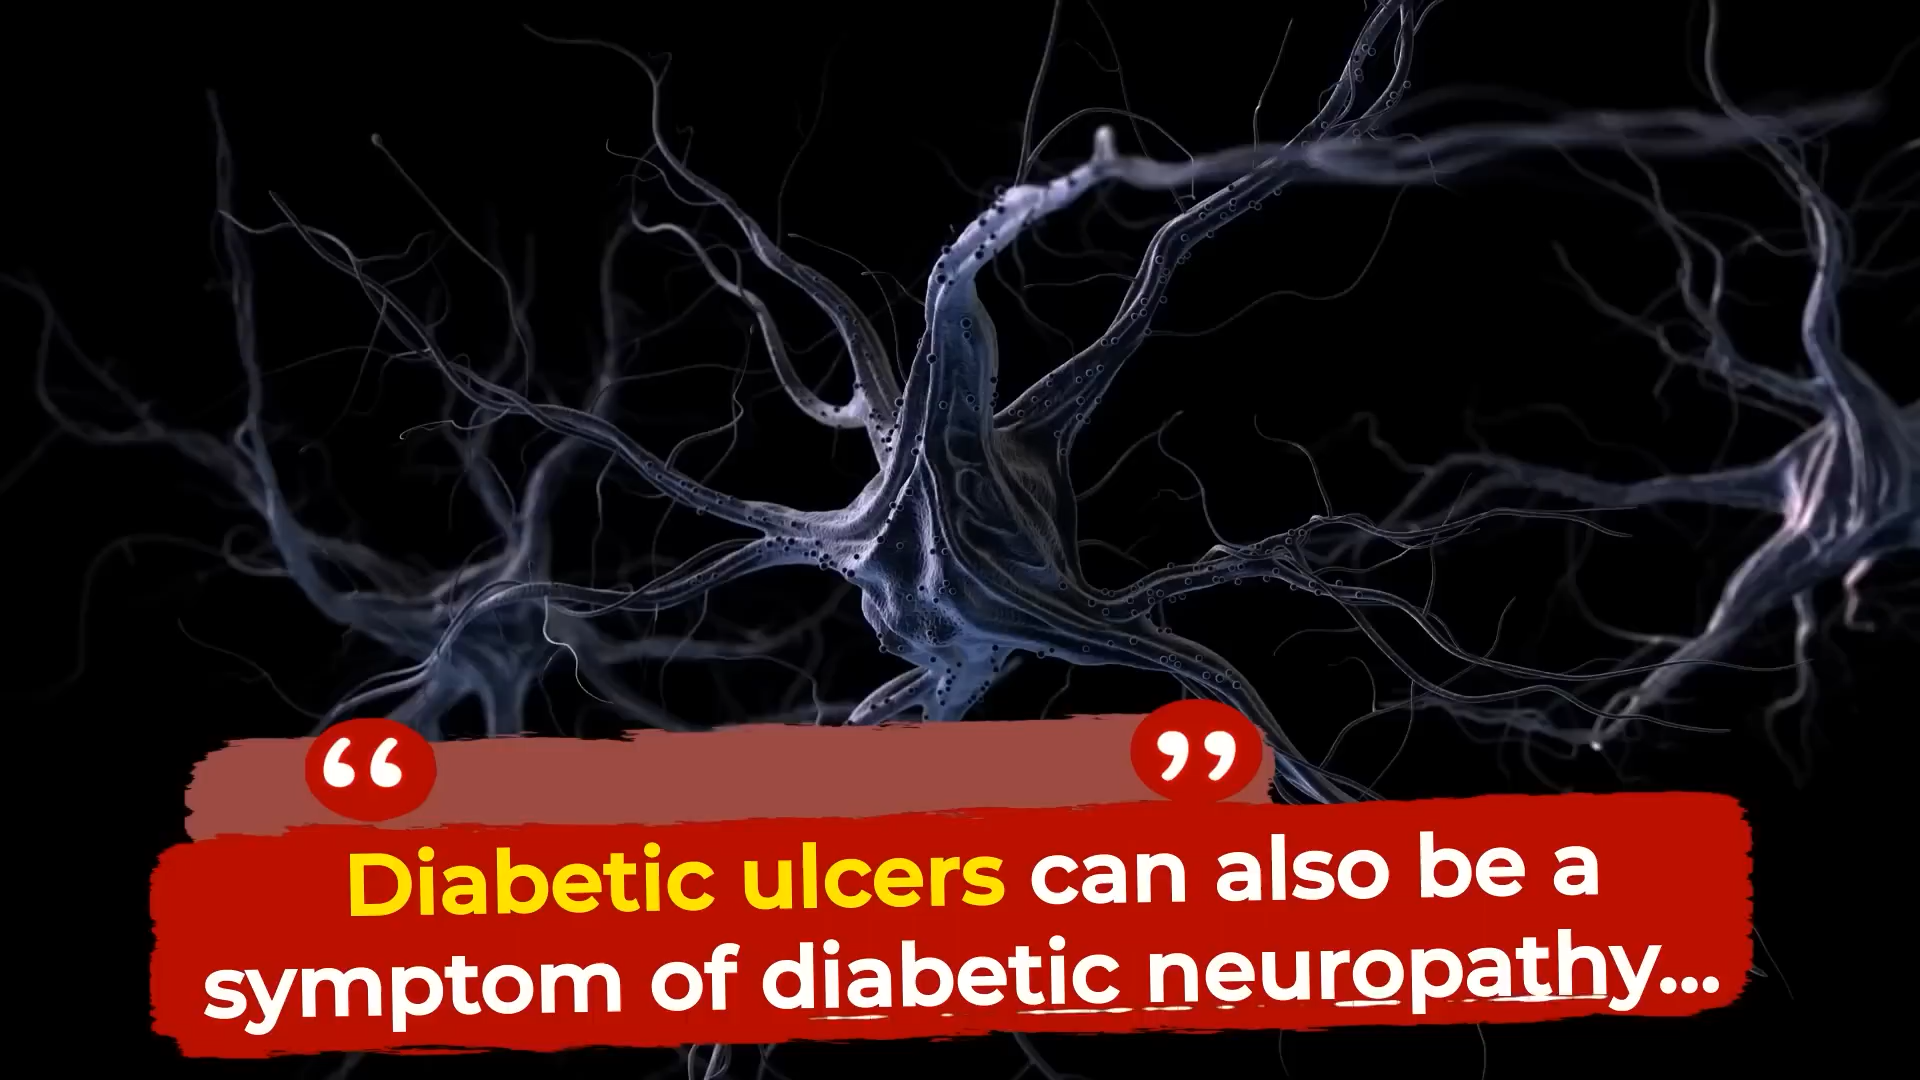 “ ”
Diabetic ulcers can also be a
symptom of diabetic neuropathy...